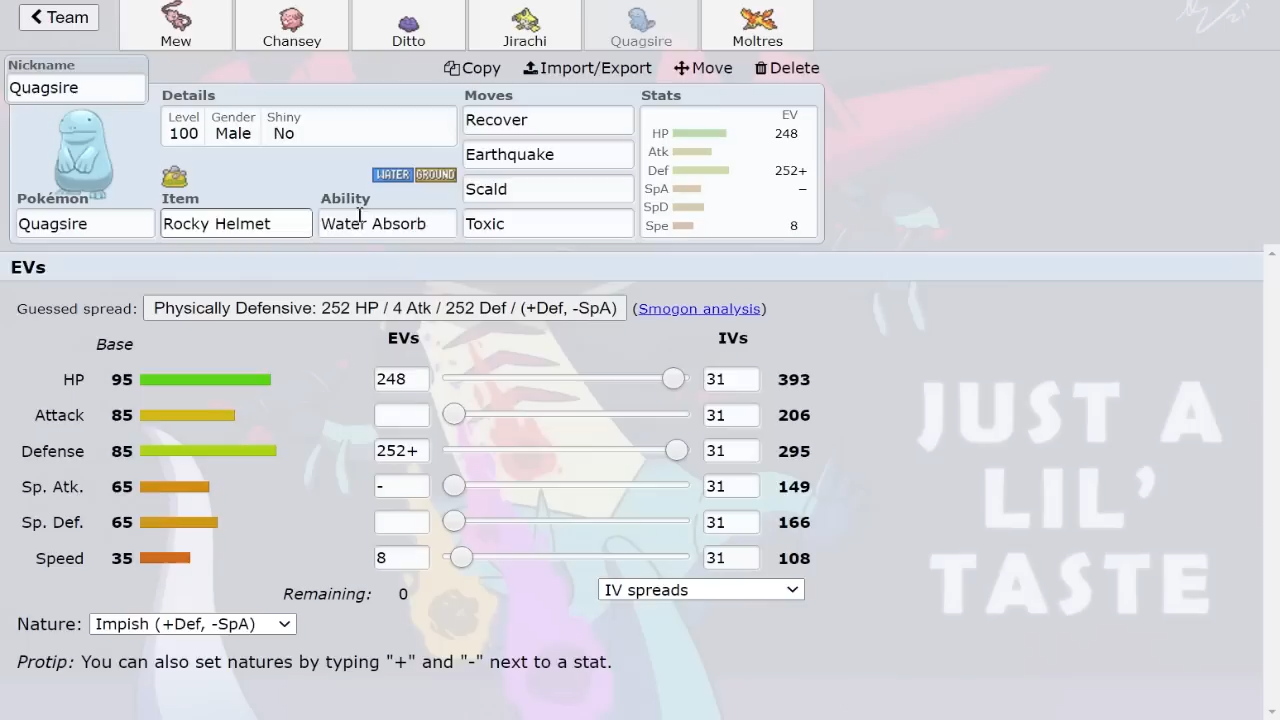 Team
Mew
Chansey
Ditto
Jirachi
Quagsire
Moltres
Copy
Import/Export
Move
Delete
Nickname
Quagsire
Details
Level
Gender
Shiny
100
Male
No
WATER GROUND
Pokémon
Item
Ability
Quagsire
Rocky Helmet
Water Absorb
Moves
Recover
Earthquake
Scald
Toxic
Stats
EV
HP 248
Atk
Def 252+
SpA –
SpD
Spe 8
EVs
Guessed spread: Physically Defensive: 252 HP / 4 Atk / 252 Def / (+Def, -SpA) (Smogon analysis)
Base EVs IVs
HP 95 248 31 393
Attack 85 31 206
Defense 85 252+ 31 295
Sp. Atk. 65 - 31 149
Sp. Def. 65 31 166
Speed 35 8 31 108
Remaining: 0 IV spreads
Nature: Impish (+Def, -SpA)
Protip: You can also set natures by typing "+" and "-" next to a stat.
JUST A
LIL'
TASTE